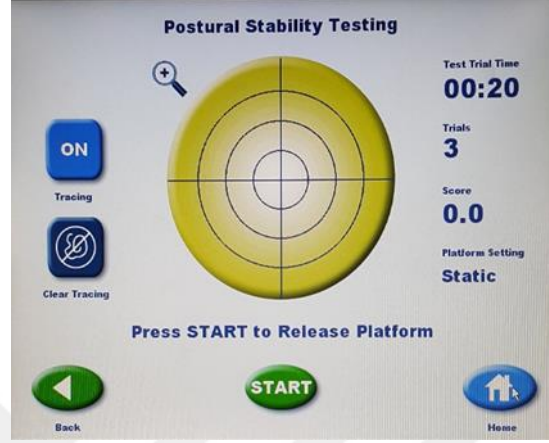 Postural Stability Testing
Test Trial Time
00:20
Trials
3
ON
Tracing
Score
0.0
Platform Setting
Static
Clear Tracing
Press START to Release Platform
START
Back
Home